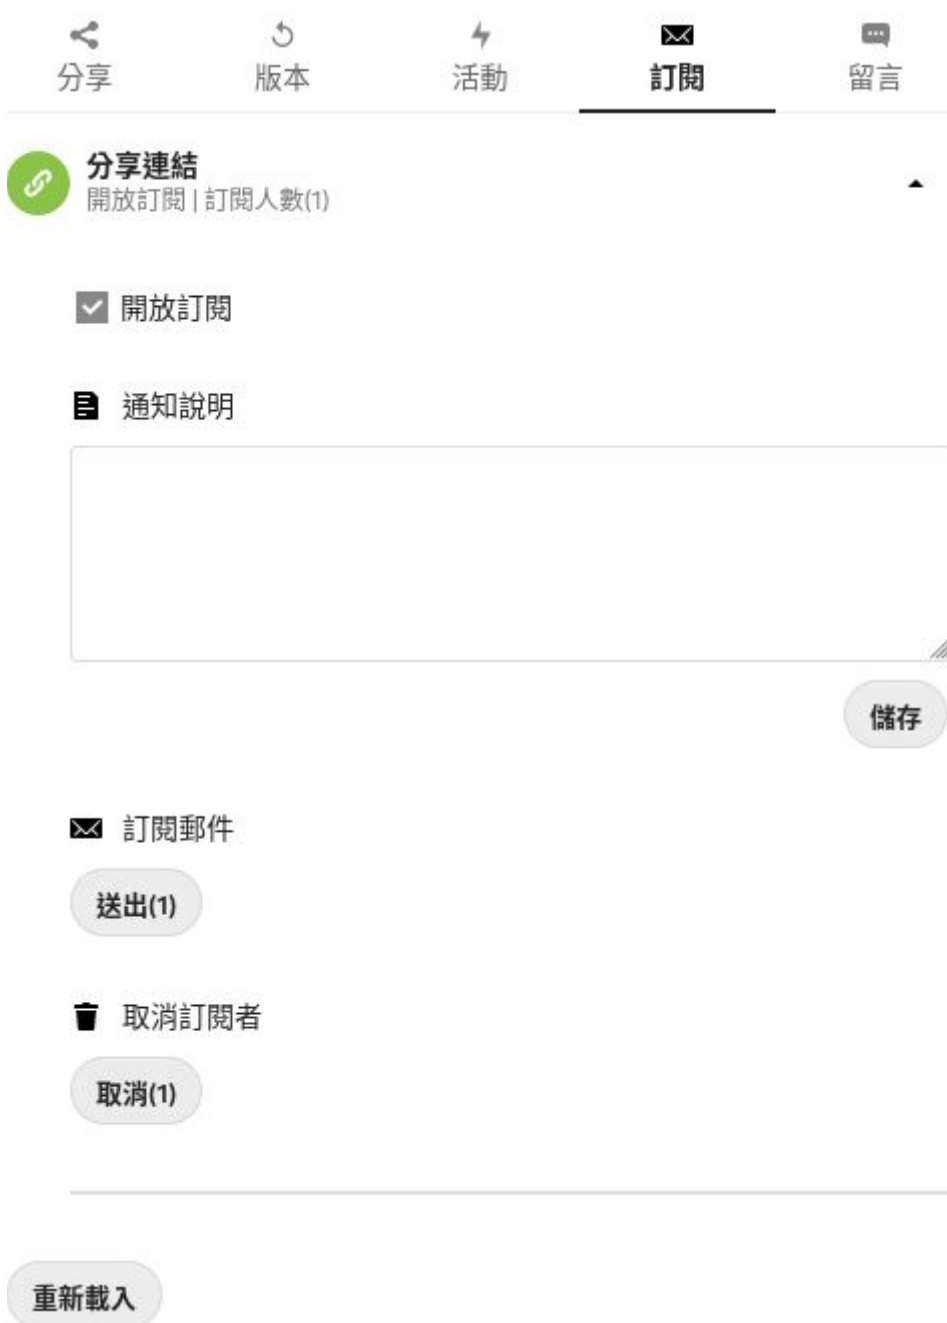 分享 版本 活動 訂閱 留言
分享連結
開放訂閱 | 訂閱人數(1)
開放訂閱
通知說明
儲存
訂閱郵件
送出(1)
取消訂閱者
取消(1)
重新載入